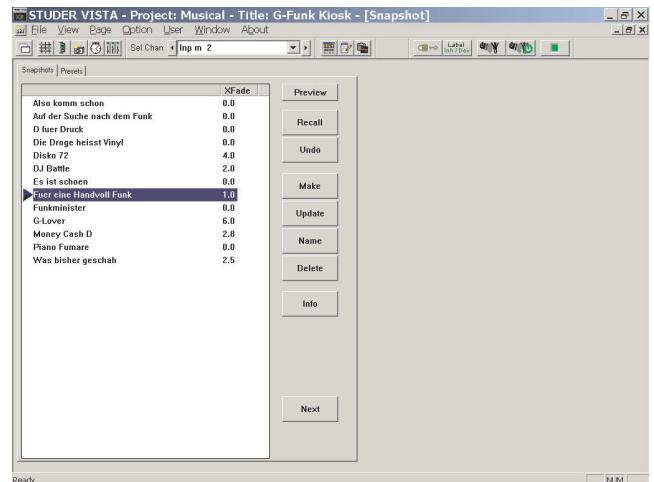 STUDER VISTA - Project: Musical - Title: G-Funk Kiosk - [Snapshot]
File View Page Option User Window About
Sel Chan Inp m 2 Label Inh / Dev
Snapshots Presets
XFade
Also komm schon 0.0
Auf der Suche nach dem Funk 0.0
D fuer Druck 0.0
Die Droge heisst Vinyl 0.0
Disko 72 4.0
DJ Battle 2.0
Es ist schoen 0.0
Fuer eine Handvoll Funk 1.0
Funkminister 0.0
G-Lover 6.0
Money Cash D 2.8
Piano Fumare 0.0
Was bisher geschah 2.5
Preview
Recall
Undo
Make
Update
Name
Delete
Info
Next
Ready NUM